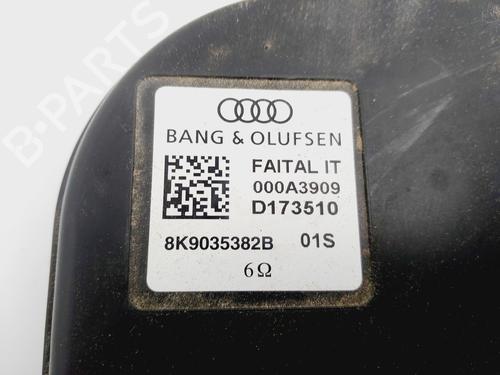 B-PARTS
BANG & OLUFSEN
FAITAL IT
000A3909
D173510
8K9035382B 01S
6Ω